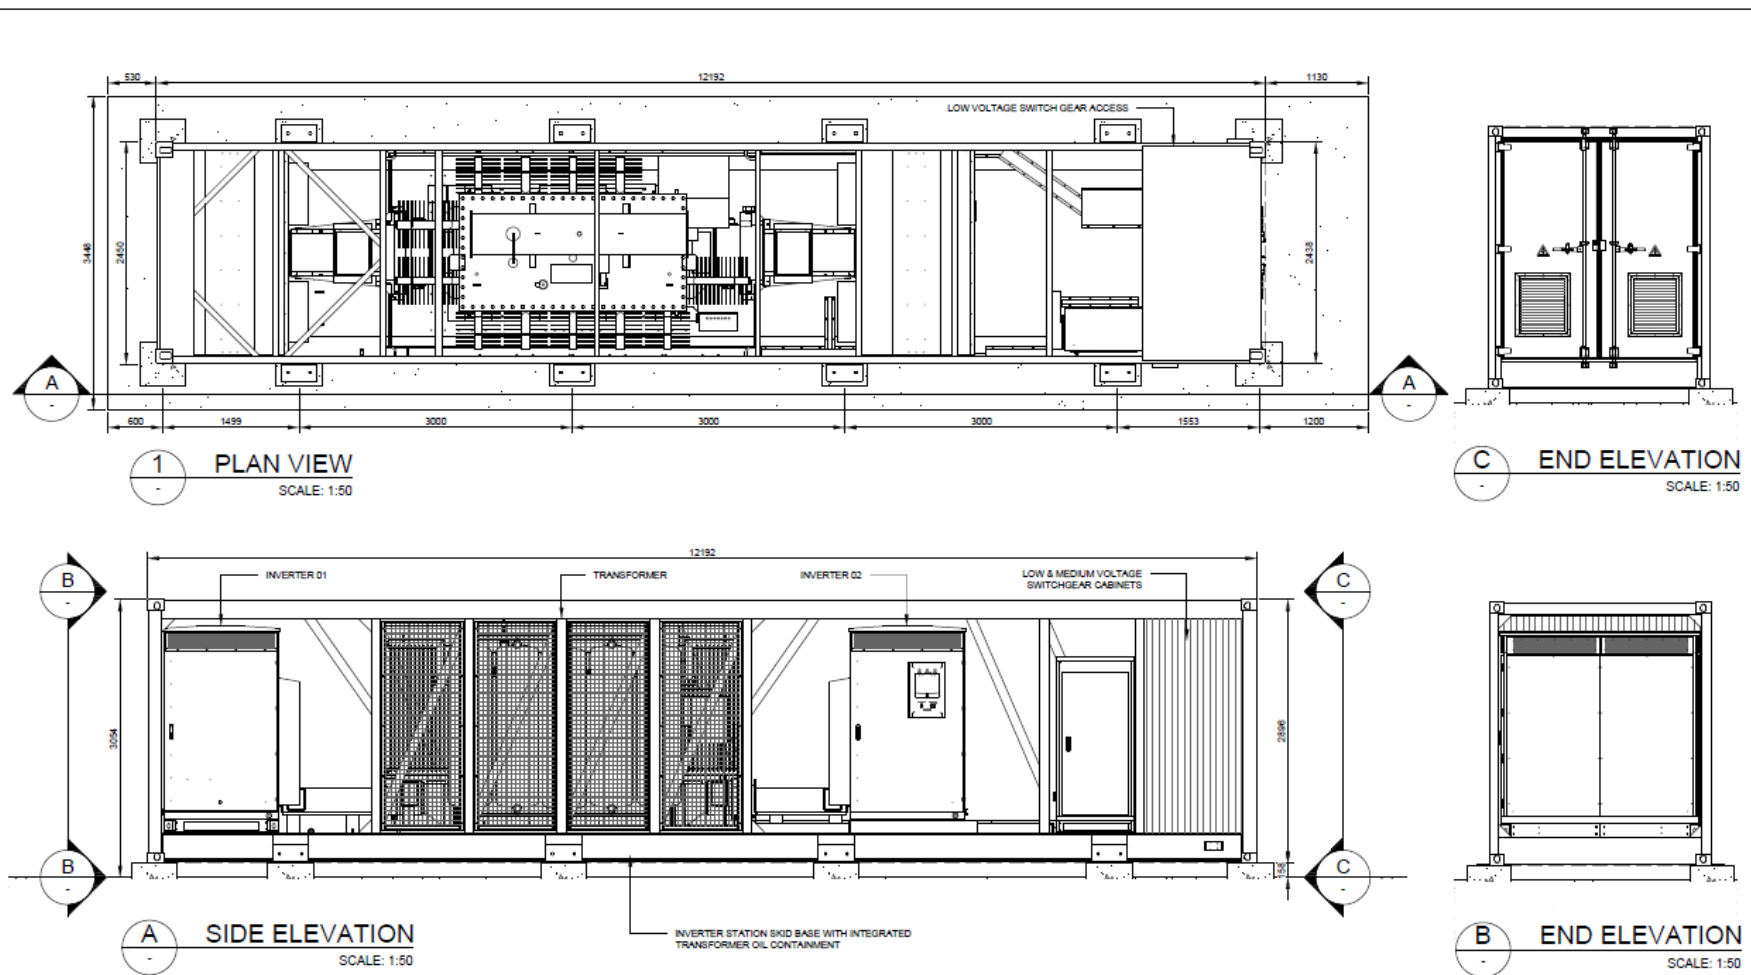 530
12192
1130
LOW VOLTAGE SWITCH GEAR ACCESS
3448
2450
2438
A
-
A
-
600
1499
3000
3000
3000
1553
1200
1
-
PLAN VIEW
SCALE: 1:50
C
-
END ELEVATION
SCALE: 1:50
12192
B
-
INVERTER 01
TRANSFORMER
INVERTER 02
LOW & MEDIUM VOLTAGE
SWITCHGEAR CABINETS
C
-
3054
2896
B
-
158
C
-
A
-
SIDE ELEVATION
SCALE: 1:50
INVERTER STATION SKID BASE WITH INTEGRATED
TRANSFORMER OIL CONTAINMENT
B
-
END ELEVATION
SCALE: 1:50